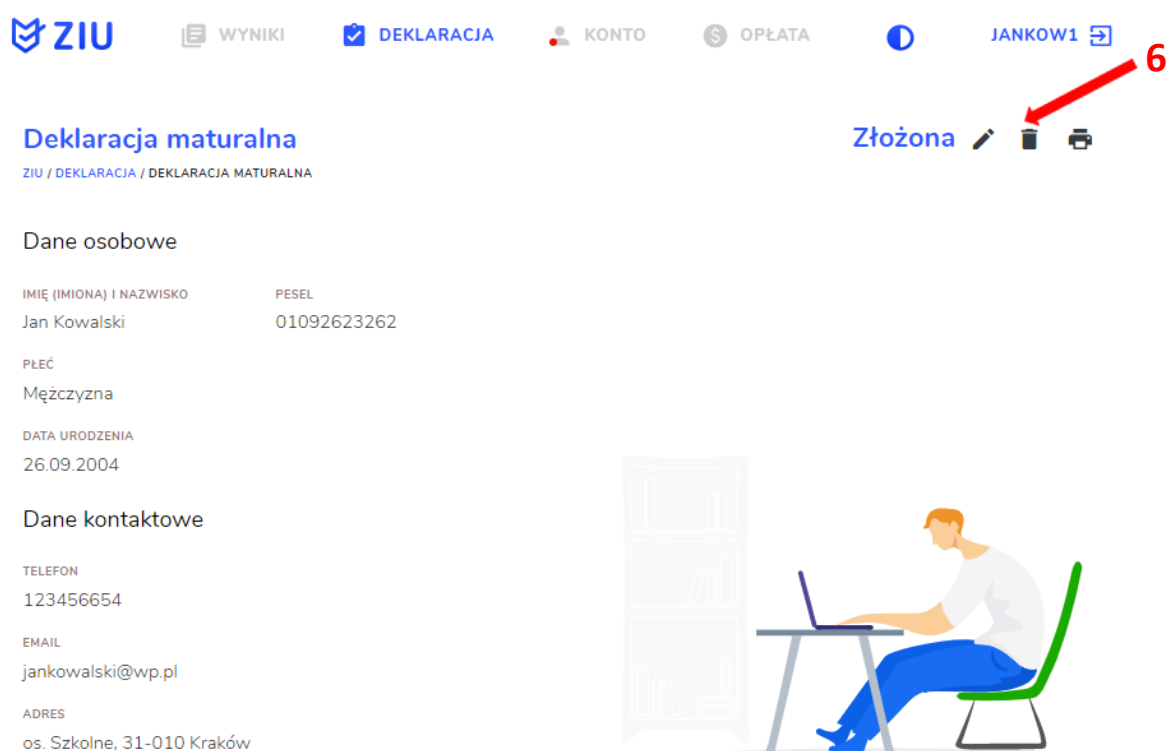 ZIU WYNIKI DEKLARACJA KONTO $ OPŁATA JANKOW1
6
Deklaracja maturalna Złożona
ZIU / DEKLARACJA / DEKLARACJA MATURALNA
Dane osobowe
IMIĘ (IMIONA) I NAZWISKO PESEL
Jan Kowalski 01092623262
PŁEĆ
Mężczyzna
DATA URODZENIA
26.09.2004
Dane kontaktowe
TELEFON
123456654
EMAIL
jankowalski@wp.pl
ADRES
os. Szkolne, 31-010 Kraków